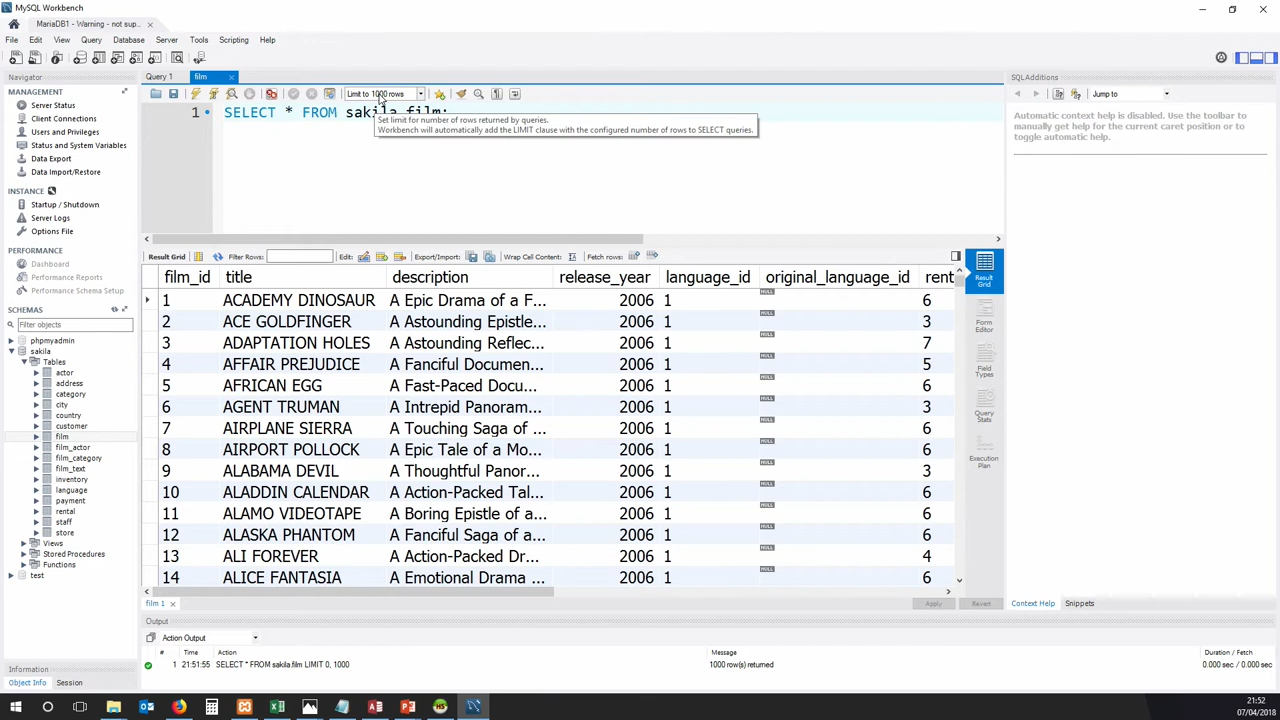 MySQL Workbench
MariaDB1 - Warning - not sup...
File Edit View Query Database Server Tools Scripting Help
Navigator
MANAGEMENT
Server Status
Client Connections
Users and Privileges
Status and System Variables
Data Export
Data Import/Restore
INSTANCE
Startup / Shutdown
Server Logs
Options File
PERFORMANCE
Dashboard
Performance Reports
Performance Schema Setup
SCHEMAS
Filter objects
phpmyadmin
sakila
Tables
actor
address
category
city
country
customer
film
film_actor
film_category
film_text
inventory
language
payment
rental
staff
store
Views
Stored Procedures
Functions
test
Information
Object Info Session
Query 1 film
Limit to 1000 rows
1 SELECT * FROM sakila.film;
Set limit for number of rows returned by queries.
Workbench will automatically add the LIMIT clause with the configured number of rows to SELECT queries.
Result Grid Filter Rows: Edit: Export/Import: Wrap Cell Content: Fetch rows:
film_id title description release_year language_id original_language_id rent
1 ACADEMY DINOSAUR A Epic Drama of a F... 2006 1 NULL 6
2 ACE GOLDFINGER A Astounding Epistle... 2006 1 NULL 3
3 ADAPTATION HOLES A Astounding Reflec... 2006 1 NULL 7
4 AFFAIR PREJUDICE A Fanciful Documen... 2006 1 NULL 5
5 AFRICAN EGG A Fast-Paced Docu... 2006 1 NULL 6
6 AGENT TRUMAN A Intrepid Panoram... 2006 1 NULL 3
7 AIRPLANE SIERRA A Touching Saga of ... 2006 1 NULL 6
8 AIRPORT POLLOCK A Epic Tale of a Mo... 2006 1 NULL 6
9 ALABAMA DEVIL A Thoughtful Panor... 2006 1 NULL 3
10 ALADDIN CALENDAR A Action-Packed Tal... 2006 1 NULL 6
11 ALAMO VIDEOTAPE A Boring Epistle of a... 2006 1 NULL 6
12 ALASKA PHANTOM A Fanciful Saga of a... 2006 1 NULL 6
13 ALI FOREVER A Action-Packed Dr... 2006 1 NULL 4
14 ALICE FANTASIA A Emotional Drama ... 2006 1 NULL 6
Result Grid
Form Editor
Field Types
Query Stats
Execution Plan
film 1 Apply Revert
Output
Action Output
# Time Action Message Duration / Fetch
1 21:51:55 SELECT * FROM sakila.film LIMIT 0, 1000 1000 row(s) returned 0.000 sec / 0.000 sec
SQLAdditions
Jump to
Automatic context help is disabled. Use the toolbar to
manually get help for the current caret position or to
toggle automatic help.
Context Help Snippets
21:52
07/04/2018